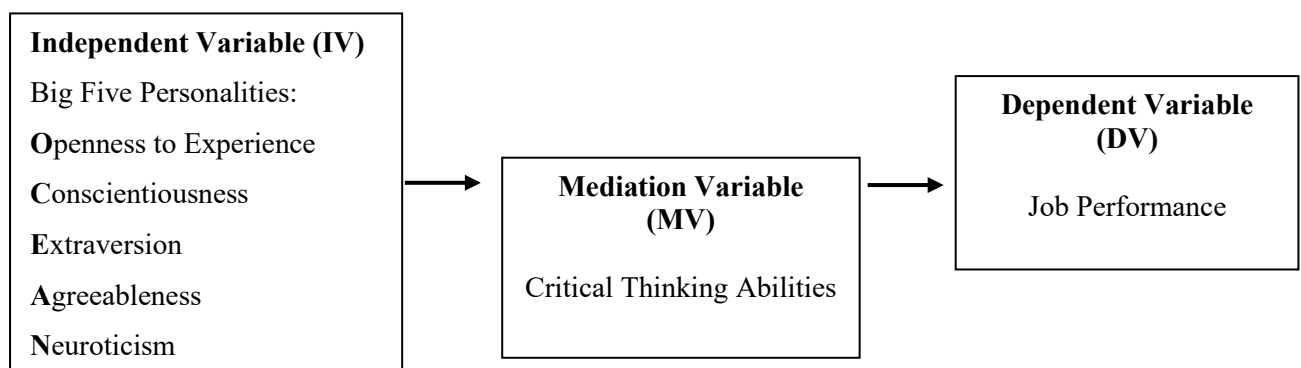 Independent Variable (IV)
Big Five Personalities:
Openness to Experience
Conscientiousness
Extraversion
Agreeableness
Neuroticism
Mediation Variable
(MV)
Critical Thinking Abilities
Dependent Variable
(DV)
Job Performance